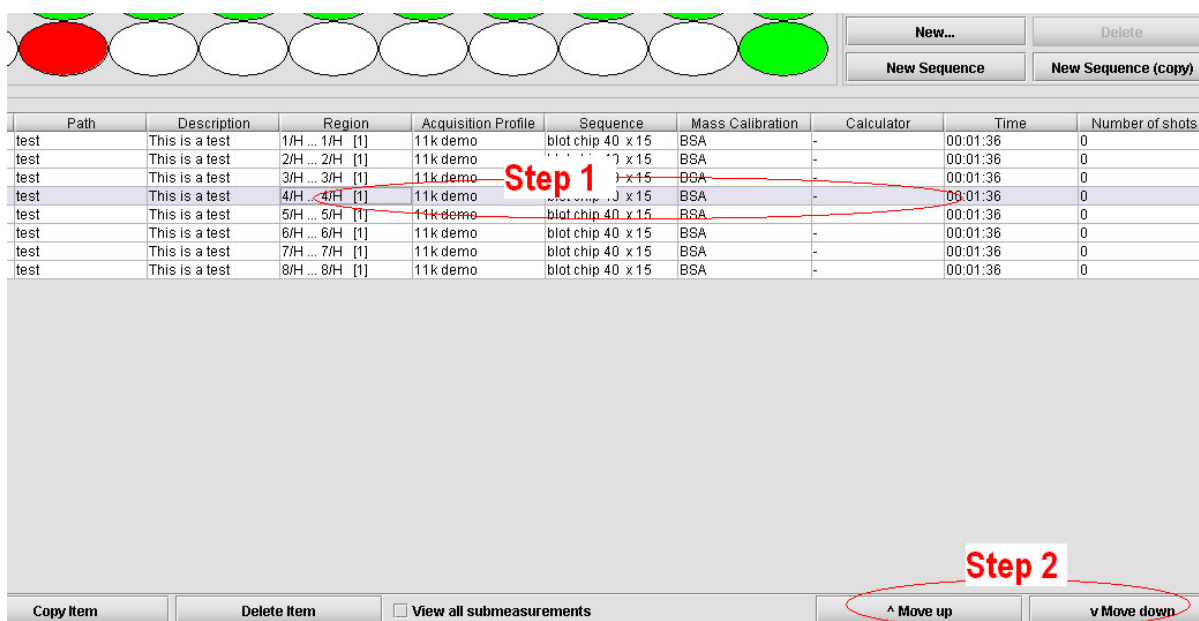 New... Delete
New Sequence New Sequence (copy)
Path Description Region Acquisition Profile Sequence Mass Calibration Calculator Time Number of shots
test This is a test 1/H ... 1/H [1] 11k demo blot chip 40 x 15 BSA - 00:01:36 0
test This is a test 2/H ... 2/H [1] 11k demo x 15 BSA - 00:01:36 0
test This is a test 3/H ... 3/H [1] 11k demo x 15 BSA - 00:01:36 0
Step 1
test This is a test 4/H ... 4/H [1] 11k demo x 15 BSA - 00:01:36 0
test This is a test 5/H ... 5/H [1] 11k demo blot chip 40 x 15 BSA - 00:01:36 0
test This is a test 6/H ... 6/H [1] 11k demo blot chip 40 x 15 BSA - 00:01:36 0
test This is a test 7/H ... 7/H [1] 11k demo blot chip 40 x 15 BSA - 00:01:36 0
test This is a test 8/H ... 8/H [1] 11k demo blot chip 40 x 15 BSA - 00:01:36 0
Step 2
Copy Item Delete Item View all submeasurements ^ Move up v Move down